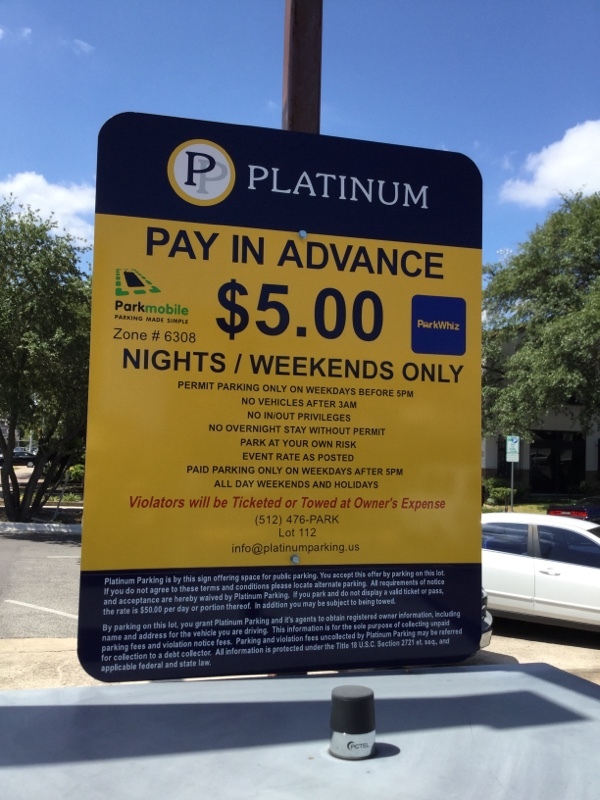 P P PLATINUM
PAY IN ADVANCE
$5.00
Parkmobile
PARKING MADE SIMPLE
Zone # 6308
ParkWhiz
NIGHTS / WEEKENDS ONLY
PERMIT PARKING ONLY ON WEEKDAYS BEFORE 5PM
NO VEHICLES AFTER 3AM
NO IN/OUT PRIVILEGES
NO OVERNIGHT STAY WITHOUT PERMIT
PARK AT YOUR OWN RISK
EVENT RATE AS POSTED
PAID PARKING ONLY ON WEEKDAYS AFTER 5PM
ALL DAY WEEKENDS AND HOLIDAYS
Violators will be Ticketed or Towed at Owner's Expense
(512) 476-PARK
Lot 112
info@platinumparking.us
Platinum Parking is by this sign offering space for public parking. You accept this offer by parking on this lot.
If you do not agree to these terms and conditions please locate alternate parking. All requirements of notice
and acceptance are hereby waived by Platinum Parking. If you park and do not display a valid ticket or pass,
the rate is $50.00 per day or portion thereof. In addition you may be subject to being towed.
By parking on this lot, you grant Platinum Parking and it's agents to obtain registered owner information, including
name and address for the vehicle you are driving. This information is for the sole purpose of collecting unpaid
parking fees and violation notice fees. Parking and violation fees uncollected by Platinum Parking may be referred
for collection to a debt collector. All information is protected under the Title 18 U.S.C. Section 2721 et. seq., and
applicable federal and state law.
PCTEL